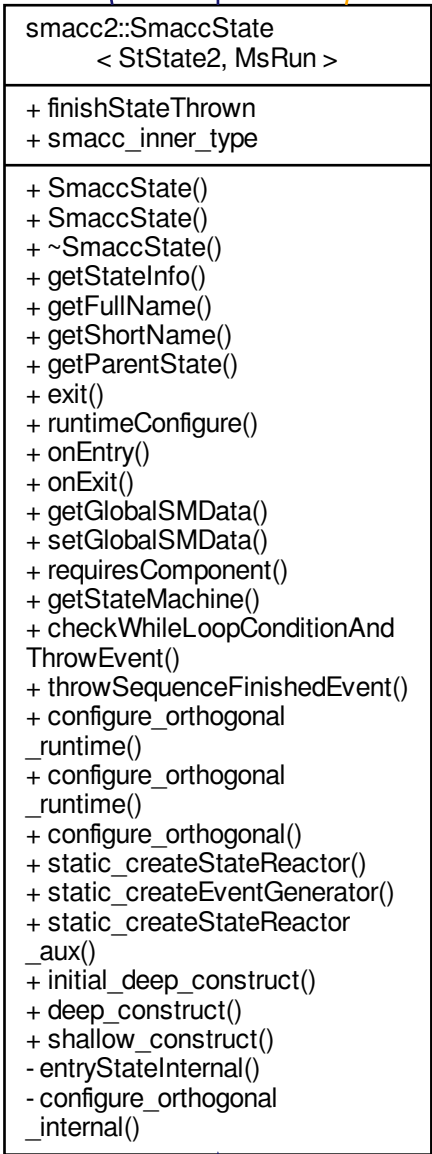 smacc2::SmaccState
< StState2, MsRun >
+ finishStateThrown
+ smacc_inner_type
+ SmaccState()
+ SmaccState()
+ ~SmaccState()
+ getStateInfo()
+ getFullName()
+ getShortName()
+ getParentState()
+ exit()
+ runtimeConfigure()
+ onEntry()
+ onExit()
+ getGlobalSMData()
+ setGlobalSMData()
+ requiresComponent()
+ getStateMachine()
+ checkWhileLoopConditionAnd
ThrowEvent()
+ throwSequenceFinishedEvent()
+ configure_orthogonal
_runtime()
+ configure_orthogonal
_runtime()
+ configure_orthogonal()
+ static_createStateReactor()
+ static_createEventGenerator()
+ static_createStateReactor
_aux()
+ initial_deep_construct()
+ deep_construct()
+ shallow_construct()
- entryStateInternal()
- configure_orthogonal
_internal()